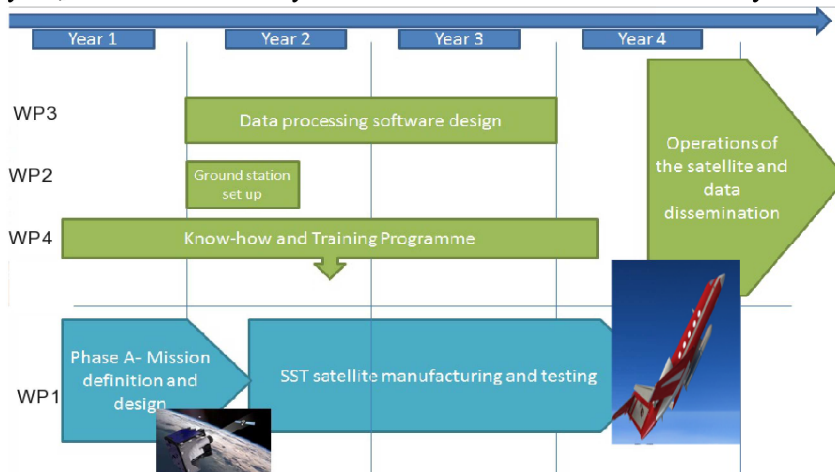 Year 1
Year 2
Year 3
Year 4
WP3
Data processing software design
WP2
Ground station
set up
WP4
Know-how and Training Programme
Operations of
the satellite and
data
dissemination
WP1
Phase A- Mission
definition and
design
SST satellite manufacturing and testing